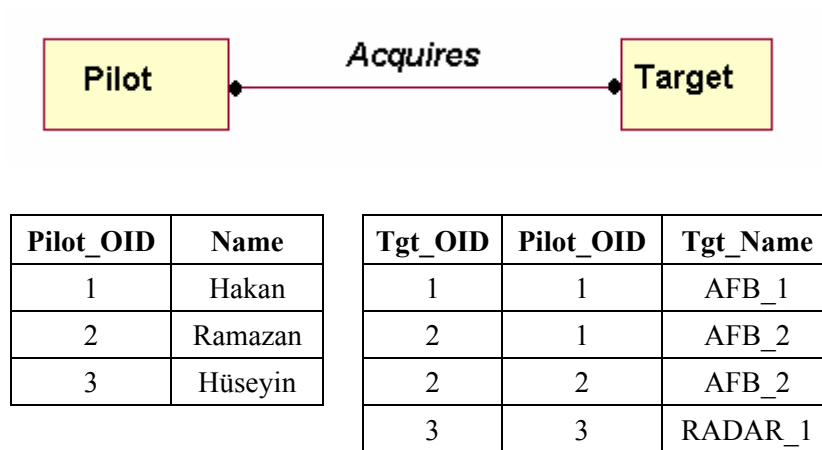 Pilot
Acquires
Target
Pilot_OID Name
1 Hakan
2 Ramazan
3 Hüseyin
Tgt_OID Pilot_OID Tgt_Name
1 1 AFB_1
2 1 AFB_2
2 2 AFB_2
3 3 RADAR_1